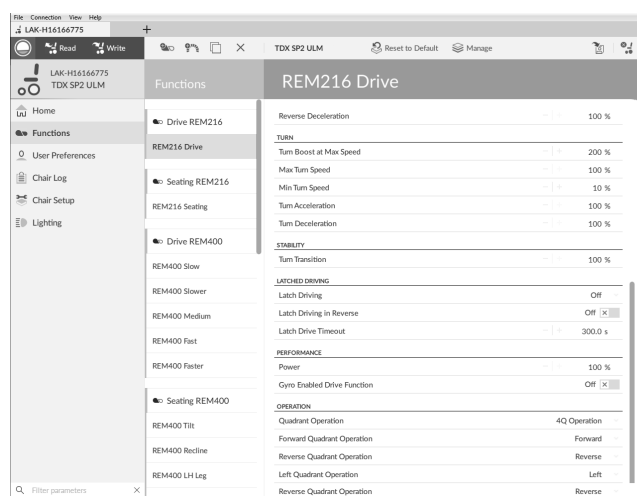 File Connection View Help
LAK-H16166775 +
Read Write TDX SP2 ULM Reset to Default Manage
LAK-H16166775
TDX SP2 ULM
Home
Functions
User Preferences
Chair Log
Chair Setup
Lighting
Filter parameters ×
Functions
Drive REM216
REM216 Drive
Seating REM216
REM216 Seating
Drive REM400
REM400 Slow
REM400 Slower
REM400 Medium
REM400 Fast
REM400 Faster
Seating REM400
REM400 Tilt
REM400 Recline
REM400 LH Leg
REM216 Drive
Reverse Deceleration − + 100 %
TURN
Turn Boost at Max Speed − + 200 %
Max Turn Speed − + 100 %
Min Turn Speed − + 10 %
Turn Acceleration − + 100 %
Turn Deceleration − + 100 %
STABILITY
Turn Transition − + 100 %
LATCHED DRIVING
Latch Driving Off
Latch Driving in Reverse Off ×
Latch Drive Timeout − + 300.0 s
PERFORMANCE
Power − + 100 %
Gyro Enabled Drive Function Off ×
OPERATION
Quadrant Operation 4Q Operation
Forward Quadrant Operation Forward
Reverse Quadrant Operation Reverse
Left Quadrant Operation Left
Reverse Quadrant Operation Reverse